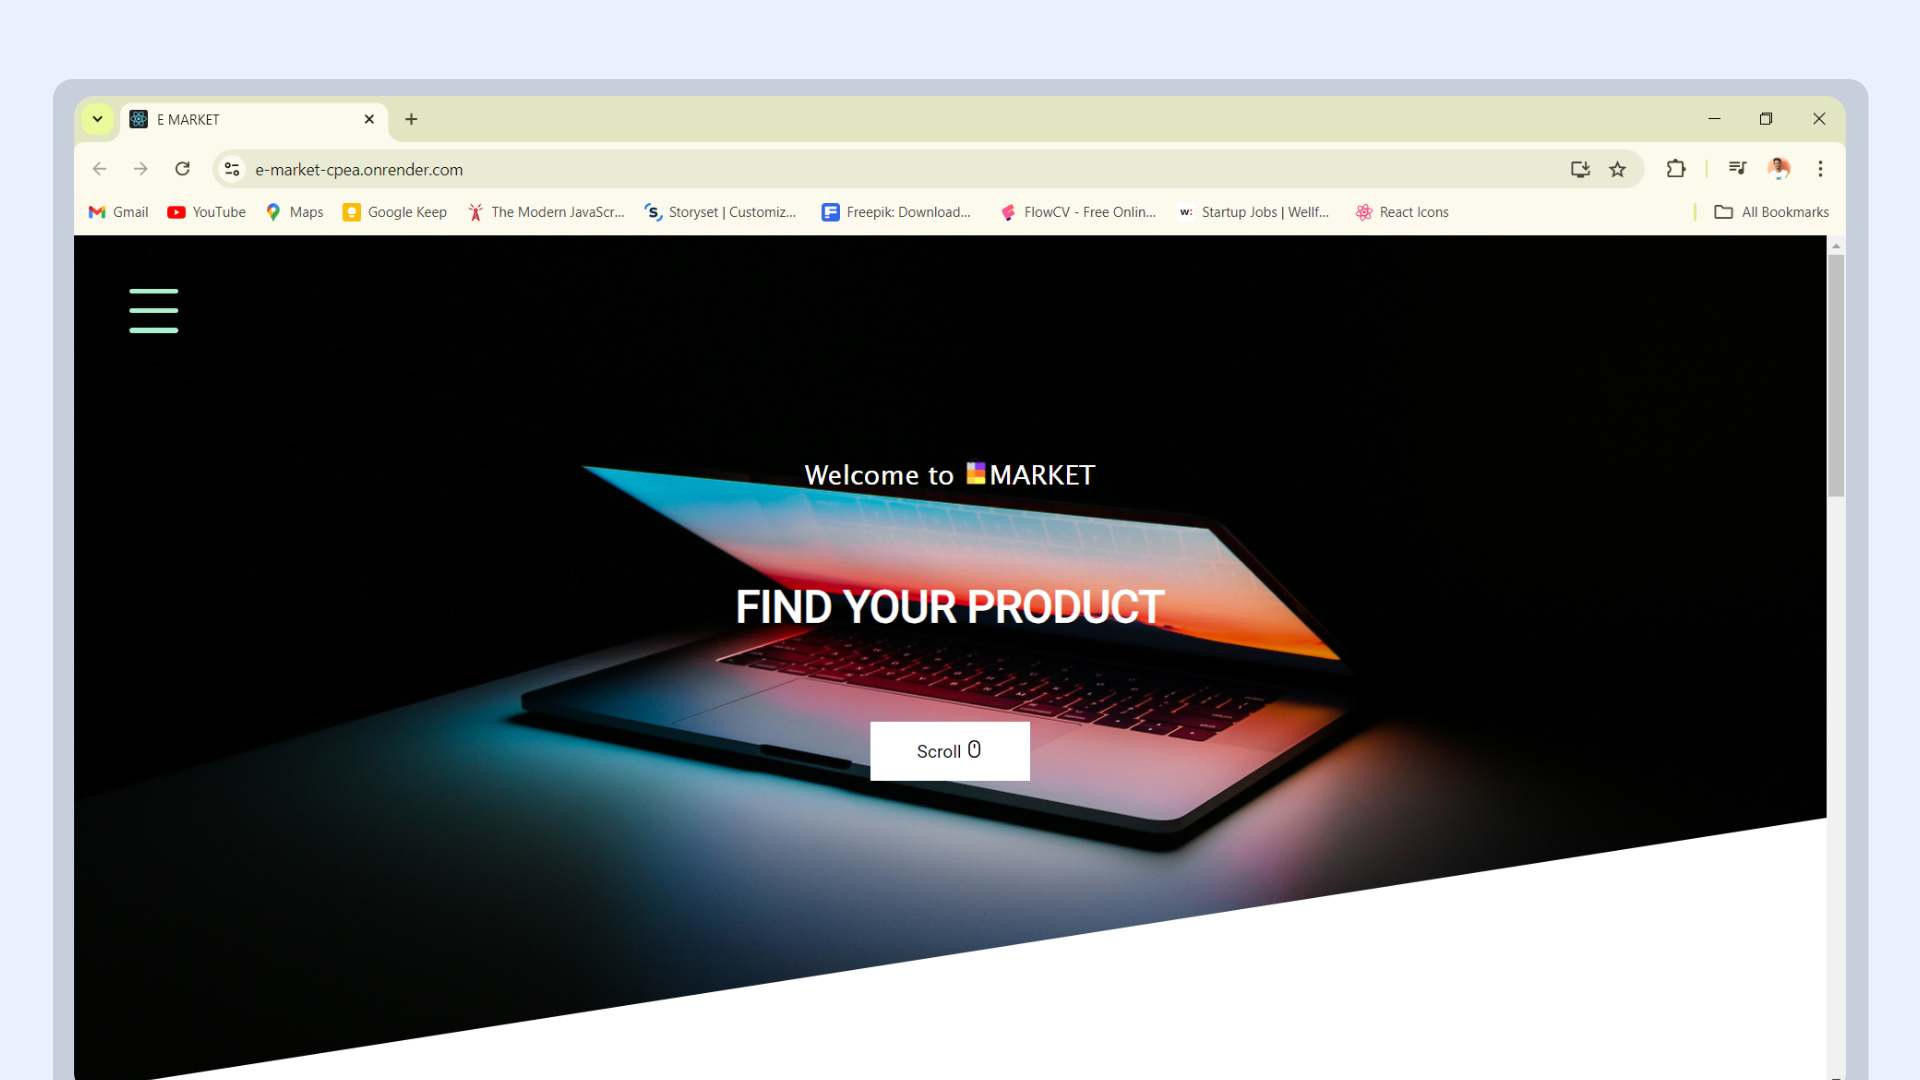 E MARKET
e-market-cpea.onrender.com
Gmail
YouTube
Maps
Google Keep
The Modern JavaScr...
Storyset | Customiz...
Freepik: Download...
FlowCV - Free Onlin...
w:
Startup Jobs | Wellf...
React Icons
All Bookmarks
Welcome to MARKET
FIND YOUR PRODUCT
Scroll